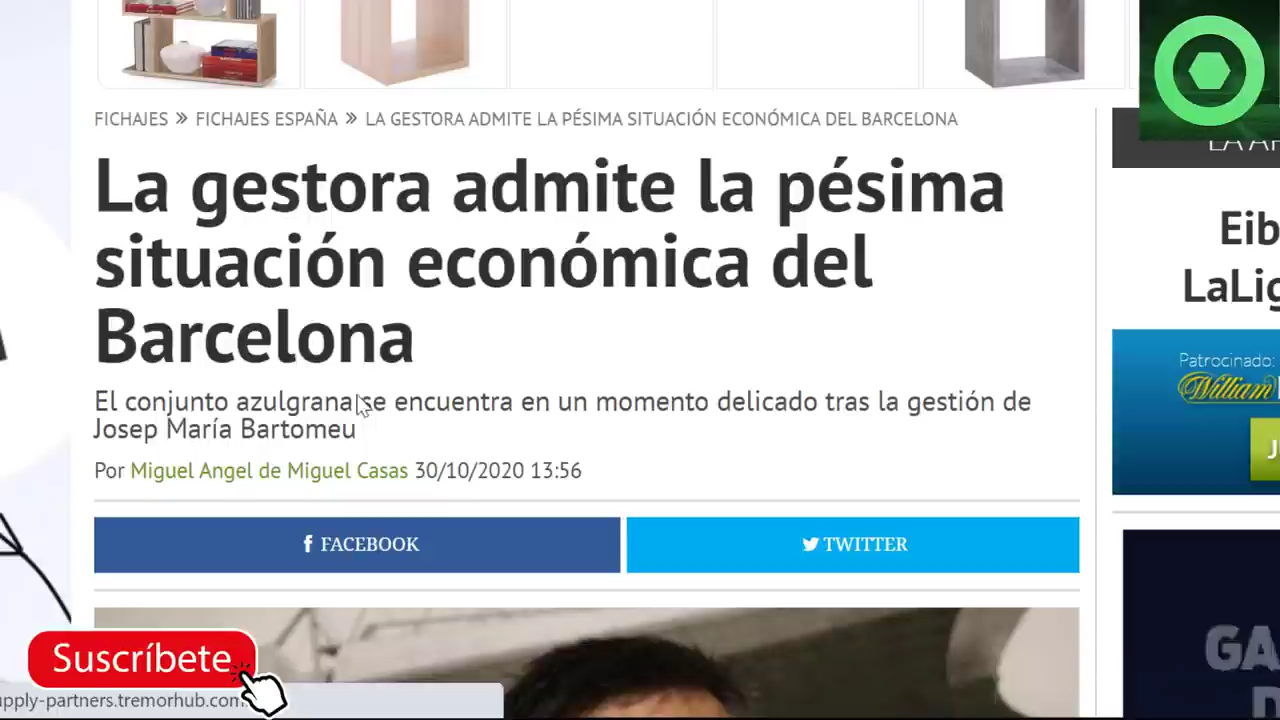 FICHAJES » FICHAJES ESPAÑA » LA GESTORA ADMITE LA PÉSIMA SITUACIÓN ECONÓMICA DEL BARCELONA
La gestora admite la pésima
situación económica del
Barcelona
El conjunto azulgrana se encuentra en un momento delicado tras la gestión de
Josep María Bartomeu
Por Miguel Angel de Miguel Casas 30/10/2020 13:56
FACEBOOK
TWITTER
Eib
LaLig
Patrocinado:
William
GA
Suscríbete
upply-partners.tremorhub.com